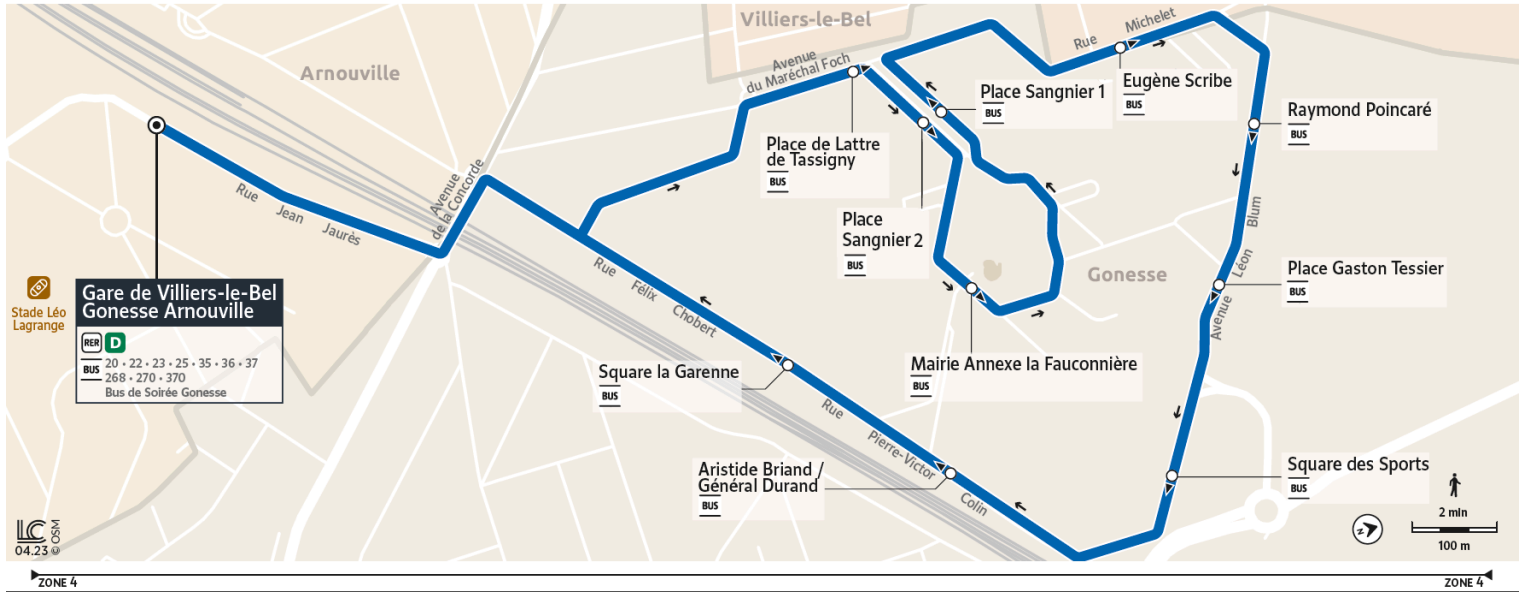 Villiers-le-Bel
Arnouville
Avenue
du Maréchal Foch
Rue Michelet
Eugène Scribe
BUS
Place Sangnier 1
BUS
Raymond Poincaré
BUS
Place de Lattre
de Tassigny
BUS
Rue Jean Jaurès
Avenue
de la Concorde
Place
Sangnier 2
BUS
Avenue Léon Blum
Gonesse
Place Gaston Tessier
BUS
Stade Léo
Lagrange
Gare de Villiers-le-Bel
Gonesse Arnouville
RER D
BUS 20 • 22 • 23 • 25 • 35 • 36 • 37
268 • 270 • 370
Bus de Soirée Gonesse
Rue Félix Chobert
Square la Garenne
BUS
Mairie Annexe la Fauconnière
BUS
Rue Pierre-Victor Colin
Aristide Briand /
Général Durand
BUS
Square des Sports
BUS
2 min
100 m
N
LC
04.23 © OSM
ZONE 4
ZONE 4